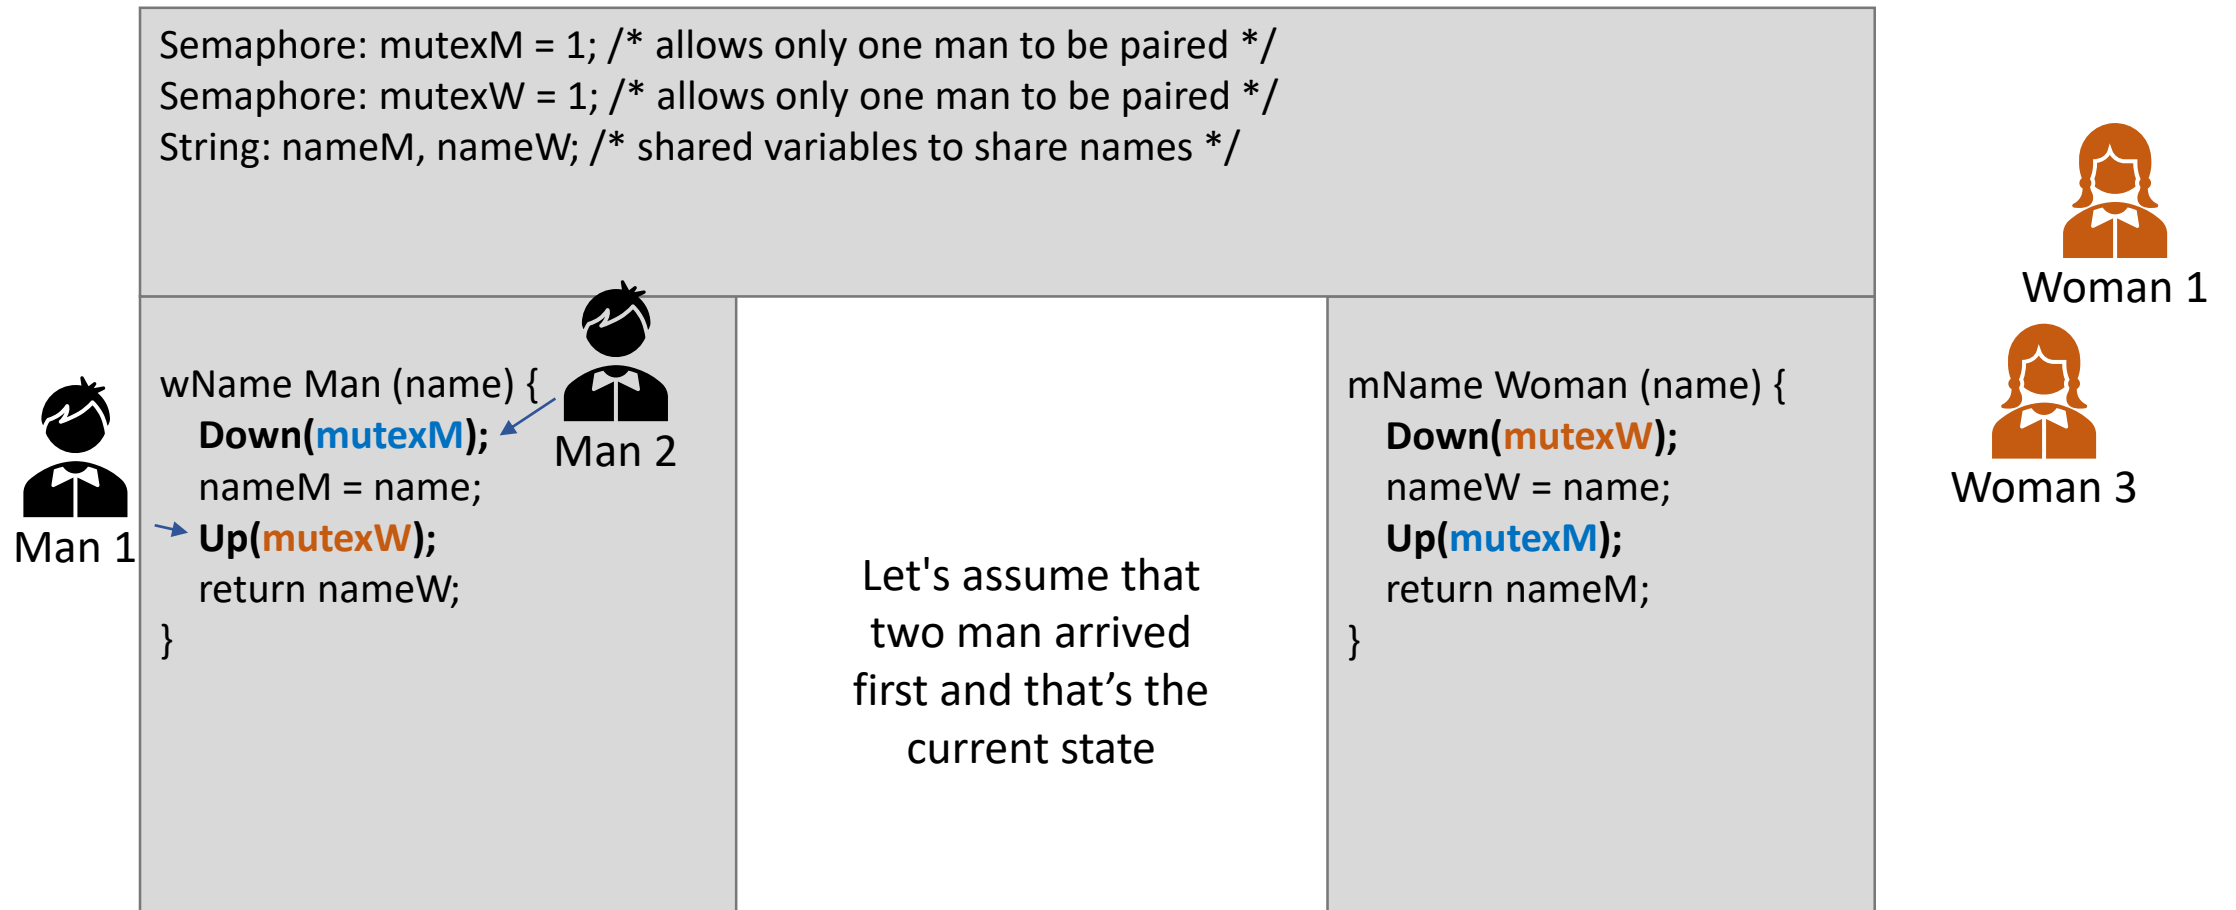 Semaphore: mutexM = 1; /* allows only one man to be paired */
Semaphore: mutexW = 1; /* allows only one man to be paired */
String: nameM, nameW; /* shared variables to share names */
Woman 1
wName Man (name) {
Down(mutexM);
nameM = name;
Up(mutexW);
return nameW;
}
Man 2
Man 1
Let's assume that
two man arrived
first and that’s the
current state
mName Woman (name) {
Down(mutexW);
nameW = name;
Up(mutexM);
return nameM;
}
Woman 3